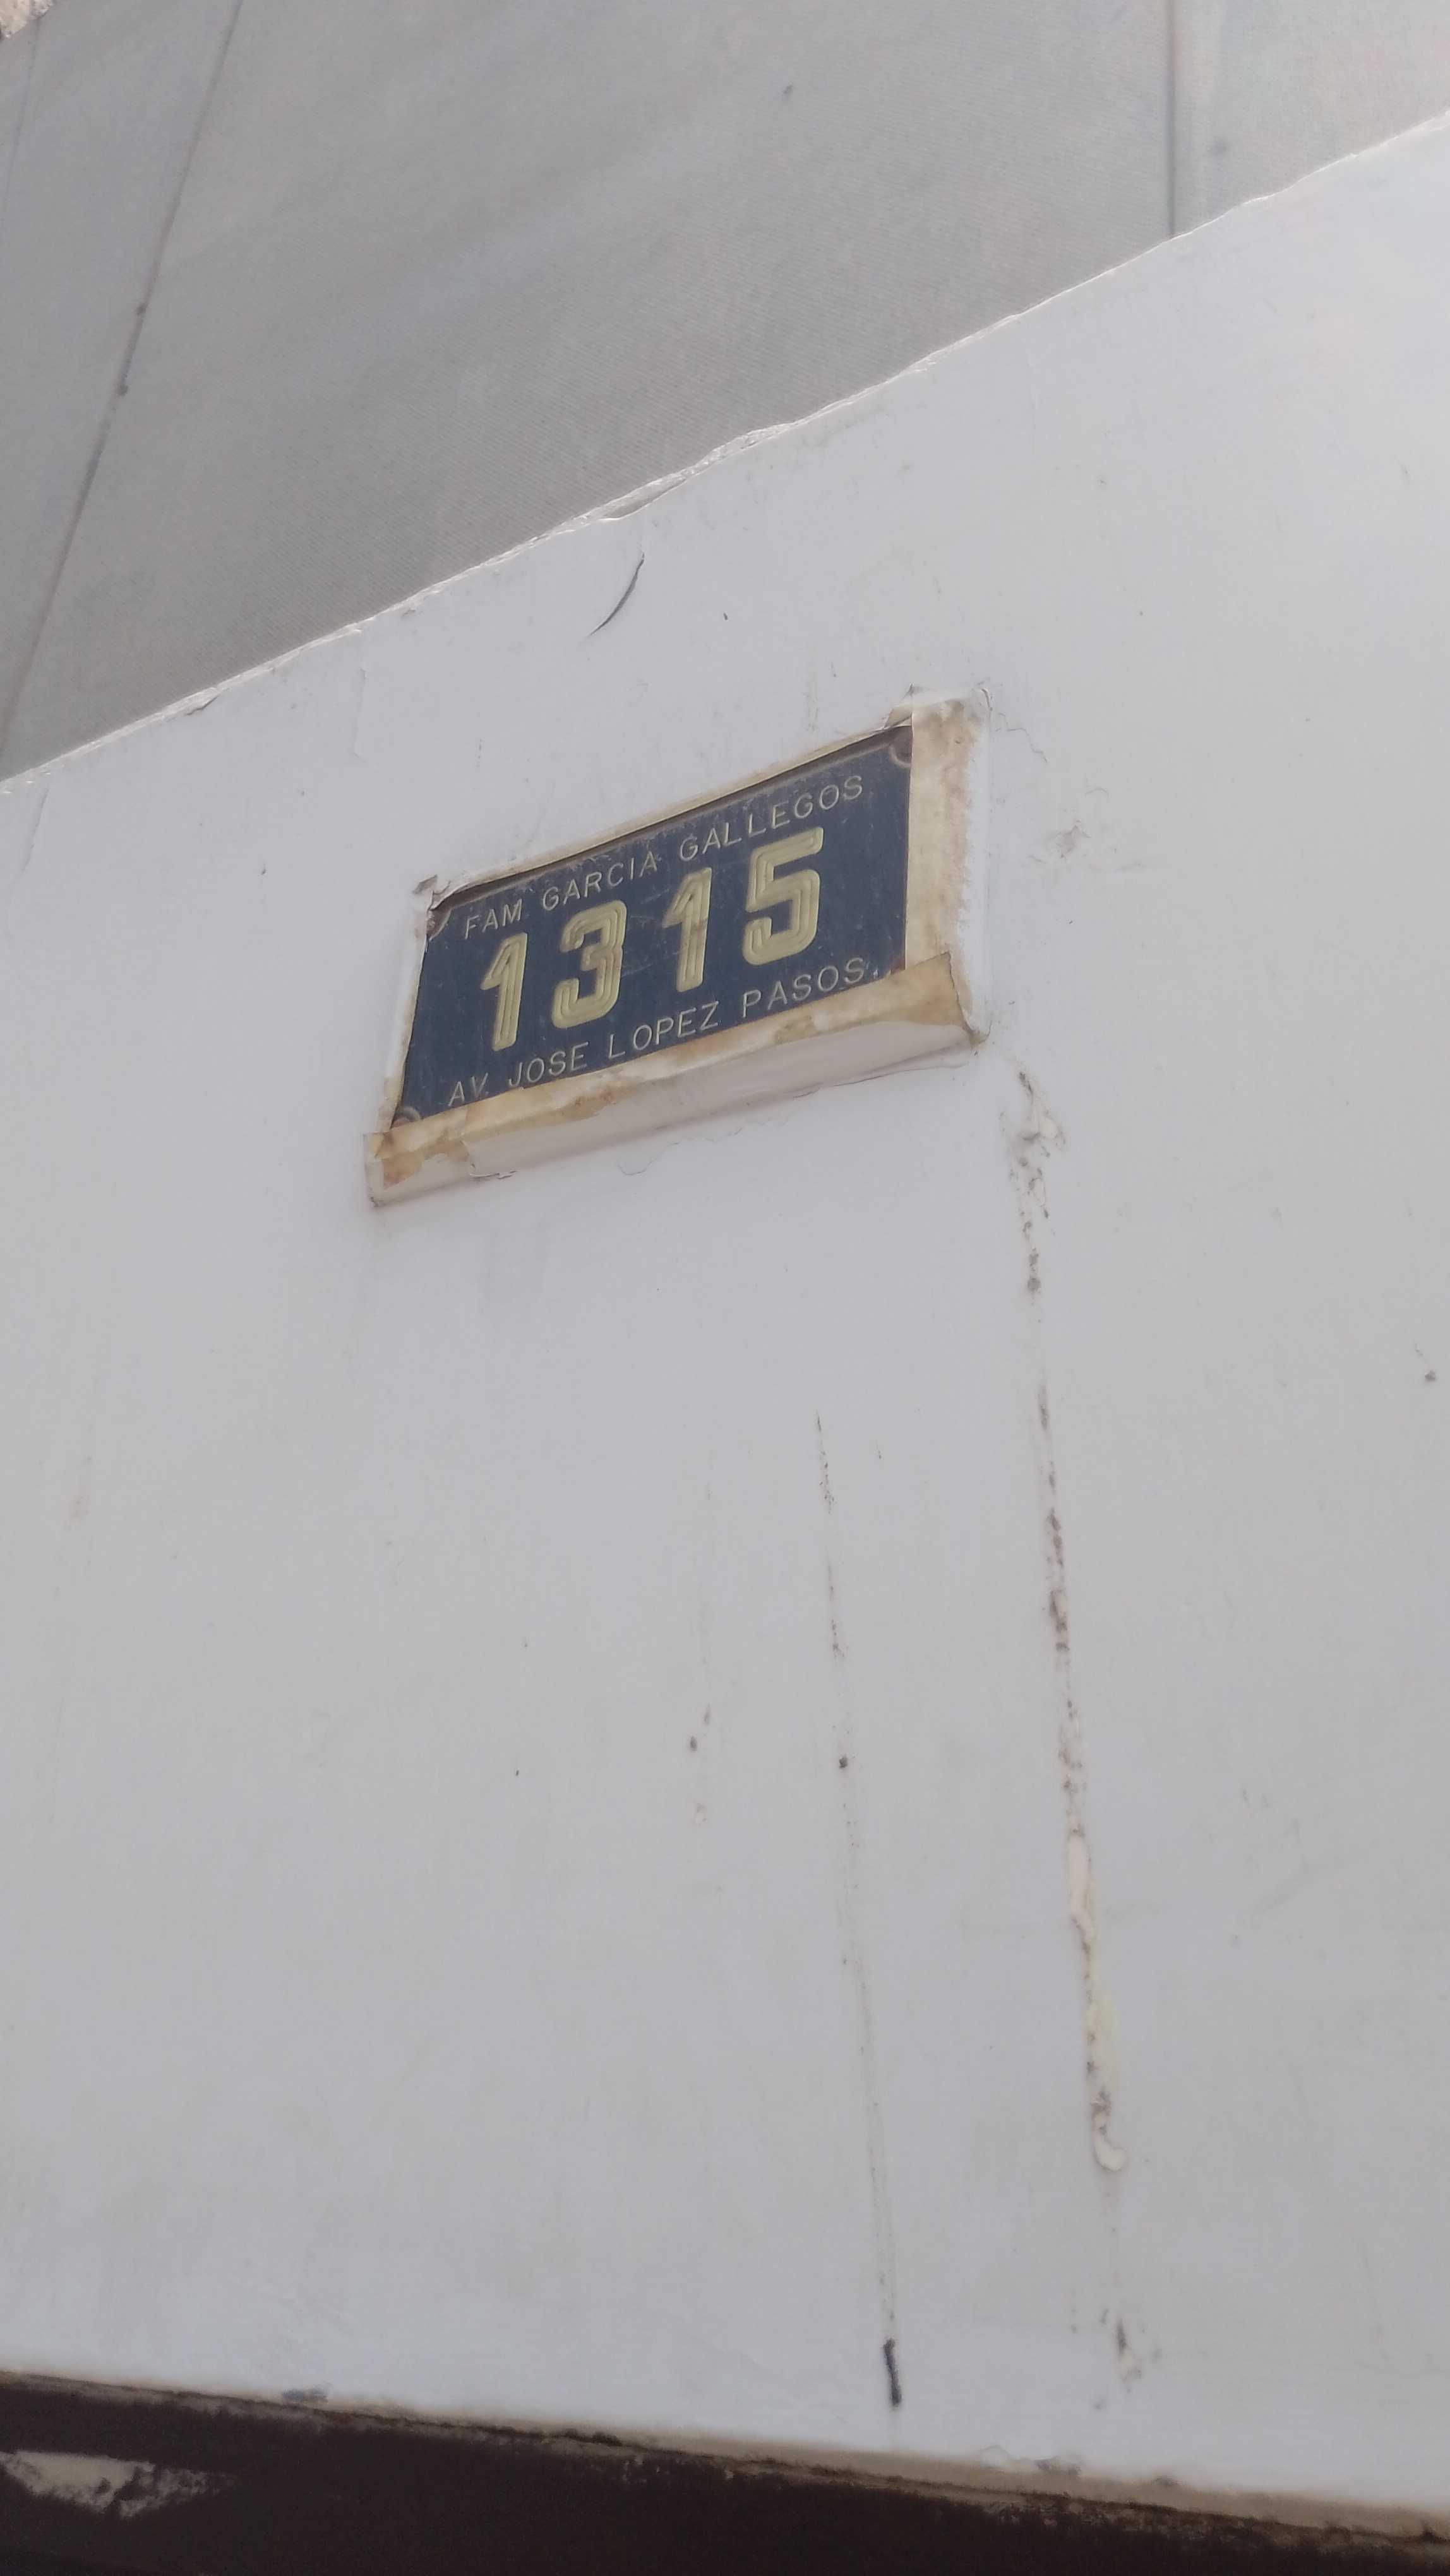 FAM. GARCIA GALLEGOS
1315
AV. JOSE LOPEZ PASOS.